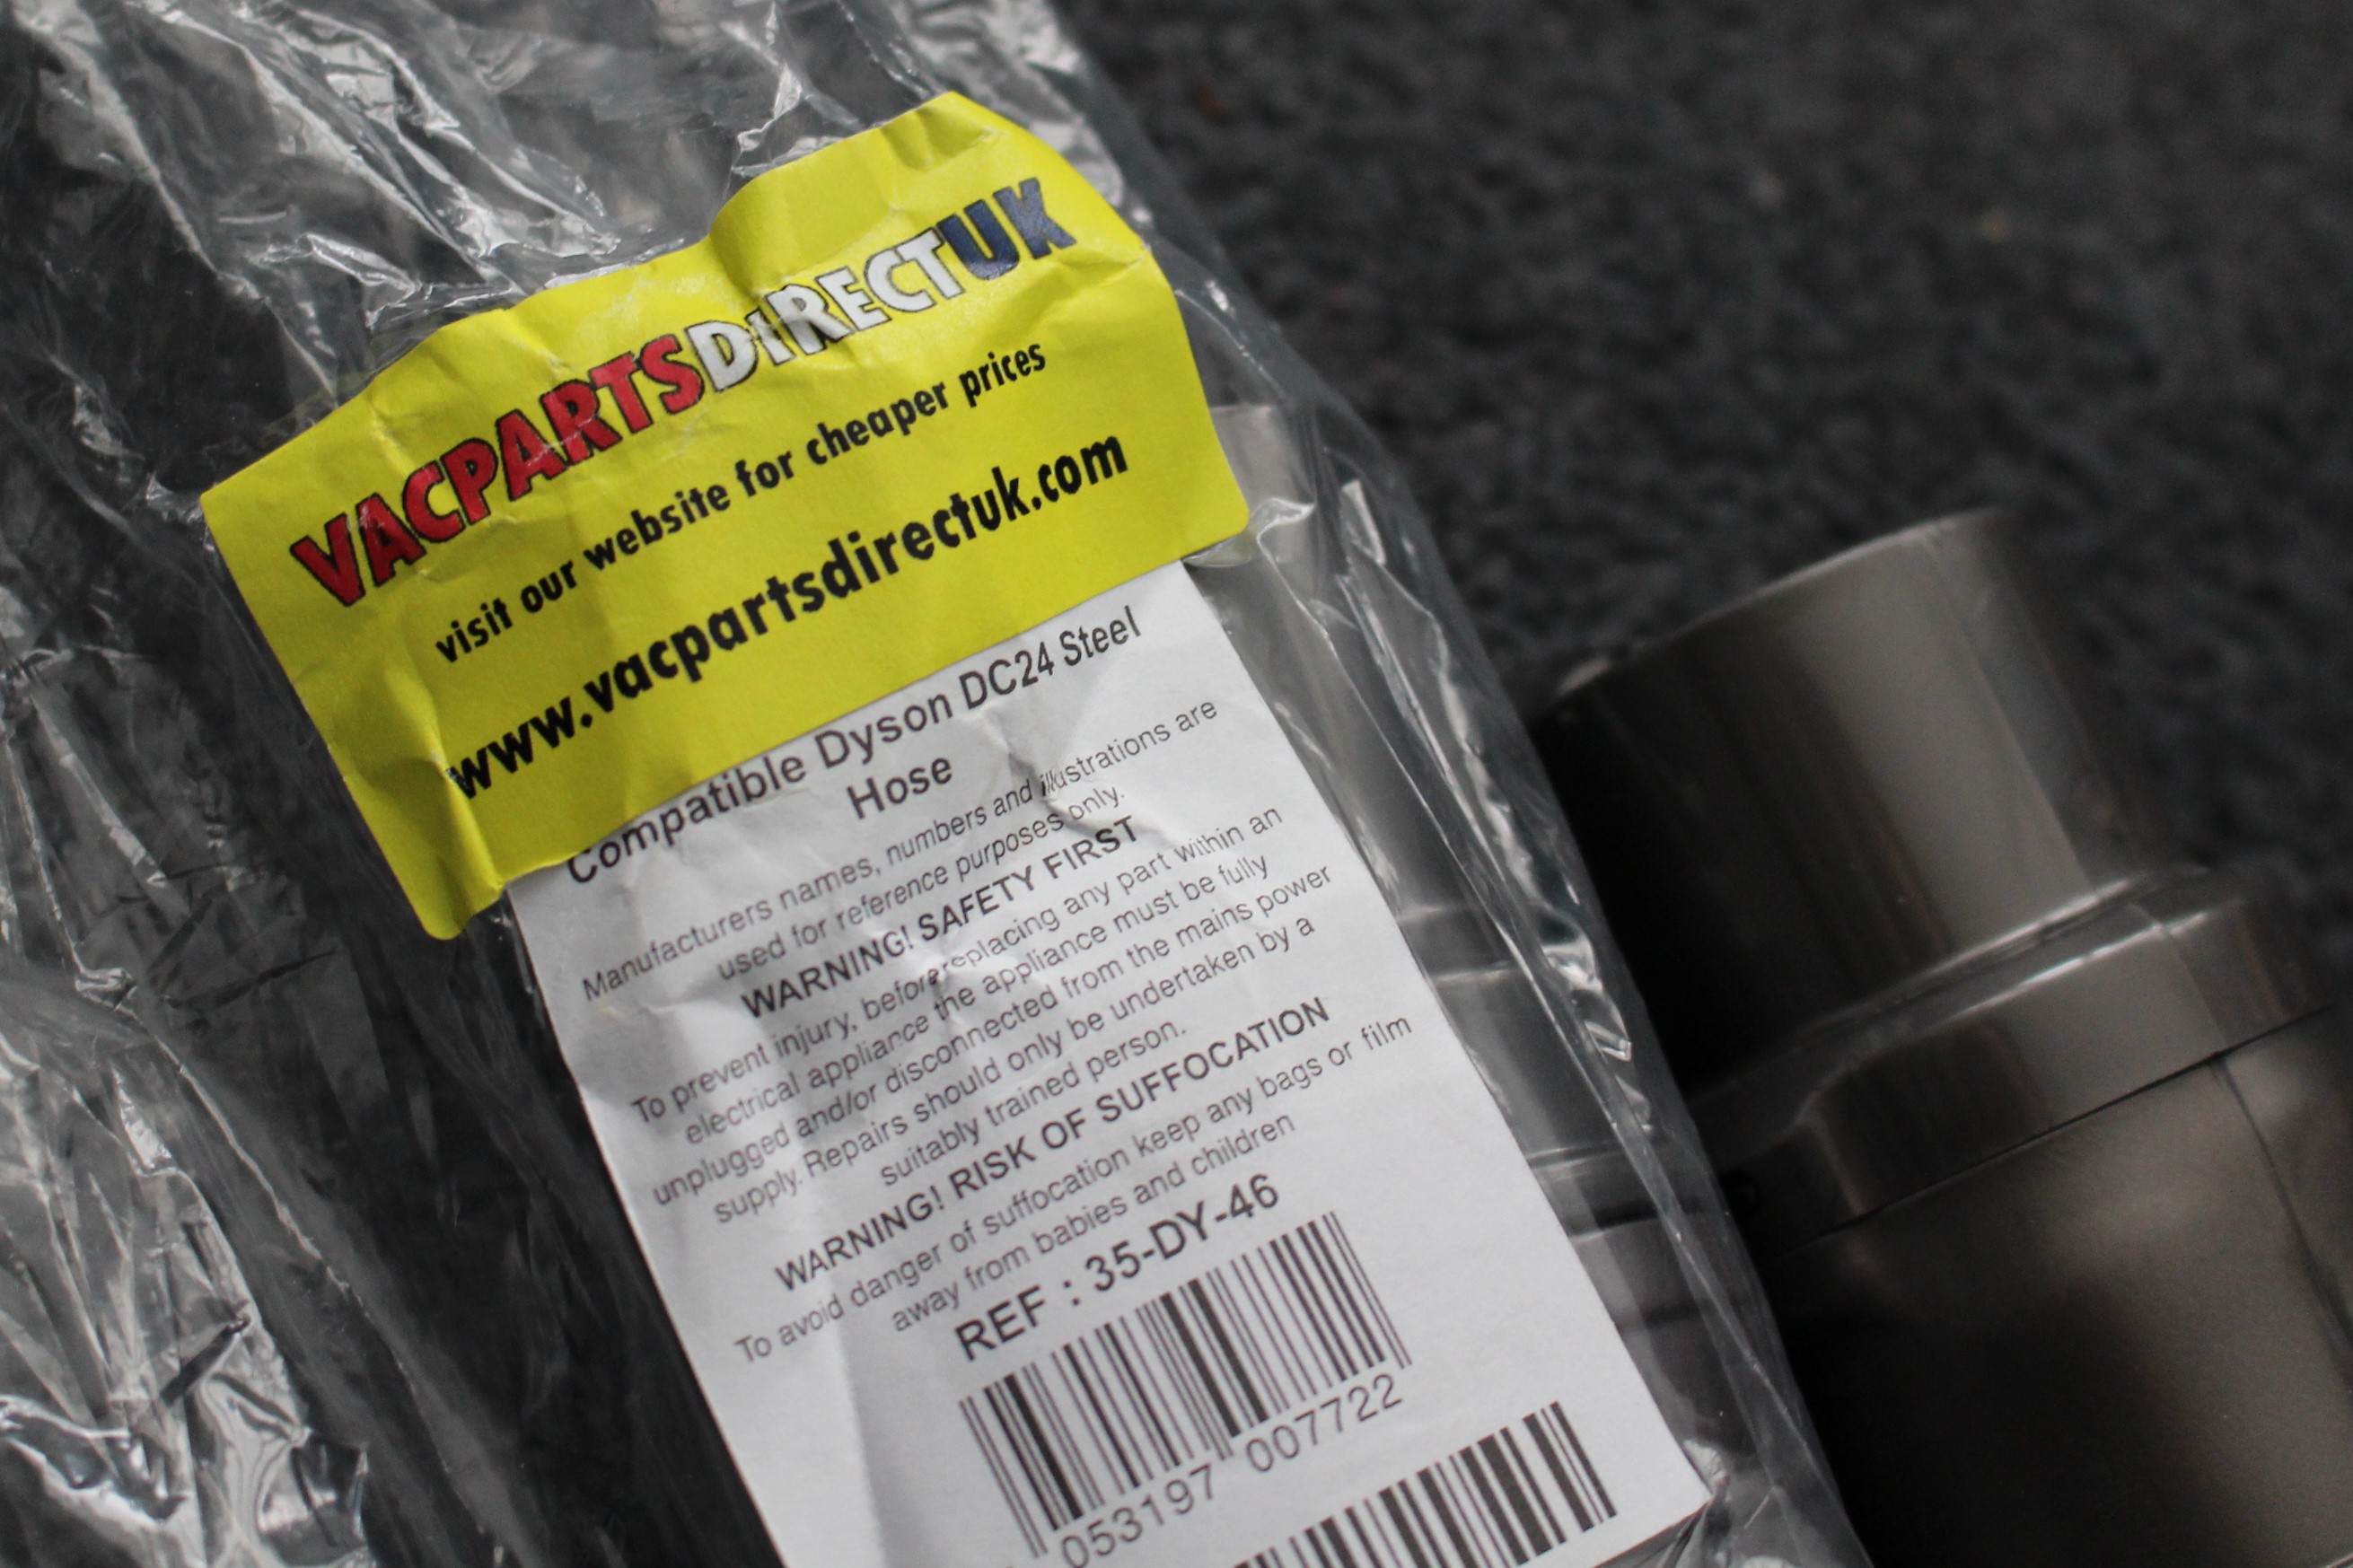 VACPARTSDIRECTUK
visit our website for cheaper prices
www.vacpartsdirectuk.com
Compatible Dyson DC24 Steel
Hose
Manufacturers names, numbers and illustrations are
used for reference purposes only.
WARNING! SAFETY FIRST
To prevent injury, before replacing any part within an
electrical appliance the appliance must be fully
unplugged and/or disconnected from the mains power
supply. Repairs should only be undertaken by a
suitably trained person.
WARNING! RISK OF SUFFOCATION
To avoid danger of suffocation keep any bags or film
away from babies and children
REF : 35-DY-46
053197 007722